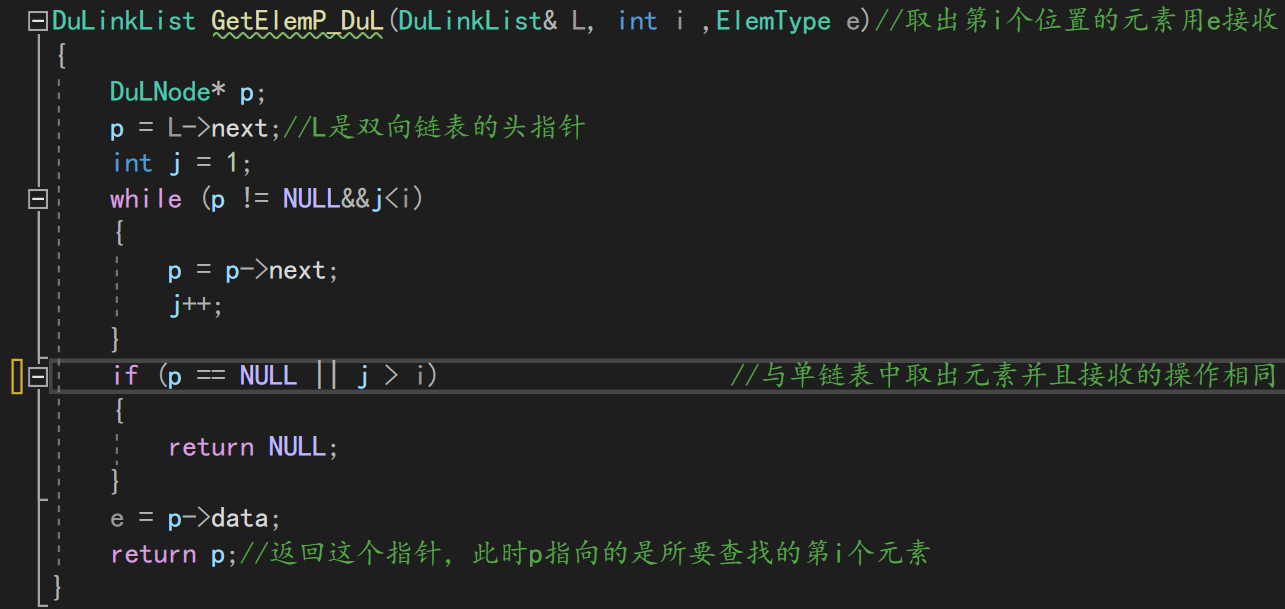 DuLinkList GetElemP_DuL(DuLinkList& L, int i ,ElemType e)//取出第i个位置的元素用e接收
{
DuLNode* p;
p = L->next;//L是双向链表的头指针
int j = 1;
while (p != NULL&&j<i)
{
p = p->next;
j++;
}
if (p == NULL || j > i) //与单链表中取出元素并且接收的操作相同
{
return NULL;
}
e = p->data;
return p;//返回这个指针，此时p指向的是所要查找的第i个元素
}